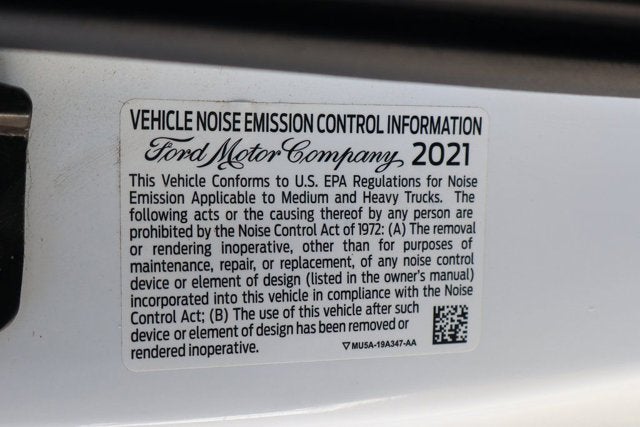 VEHICLE NOISE EMISSION CONTROL INFORMATION
Ford Motor Company 2021
This Vehicle Conforms to U.S. EPA Regulations for Noise
Emission Applicable to Medium and Heavy Trucks. The
following acts or the causing thereof by any person are
prohibited by the Noise Control Act of 1972: (A) The removal
or rendering inoperative, other than for purposes of
maintenance, repair, or replacement, of any noise control
device or element of design (listed in the owner's manual)
incorporated into this vehicle in compliance with the Noise
Control Act; (B) The use of this vehicle after such
device or element of design has been removed or
rendered inoperative.
MU5A-19A347-AA